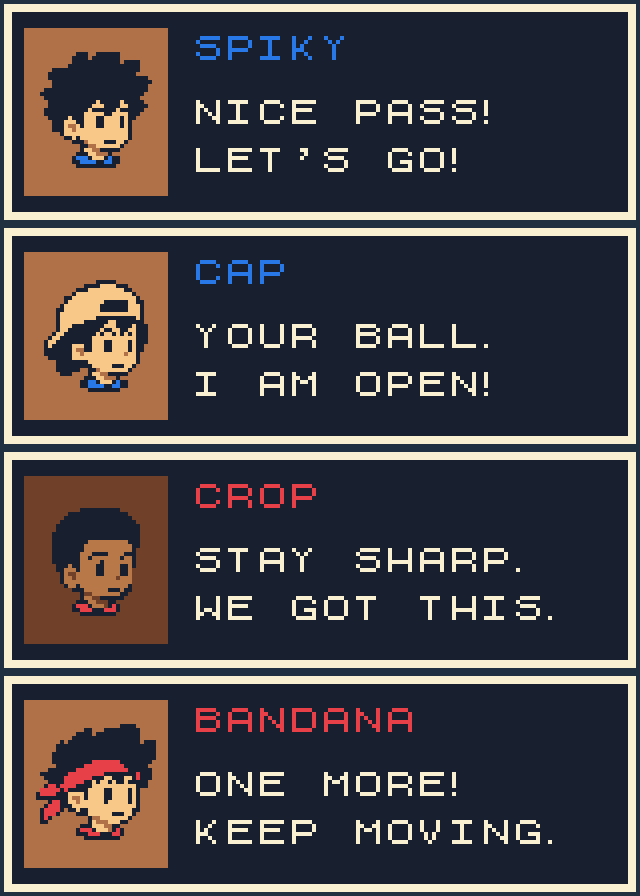 SPIKY
NICE PASS!
LET'S GO!
CAP
YOUR BALL.
I AM OPEN!
CROP
STAY SHARP.
WE GOT THIS.
BANDANA
ONE MORE!
KEEP MOVING.